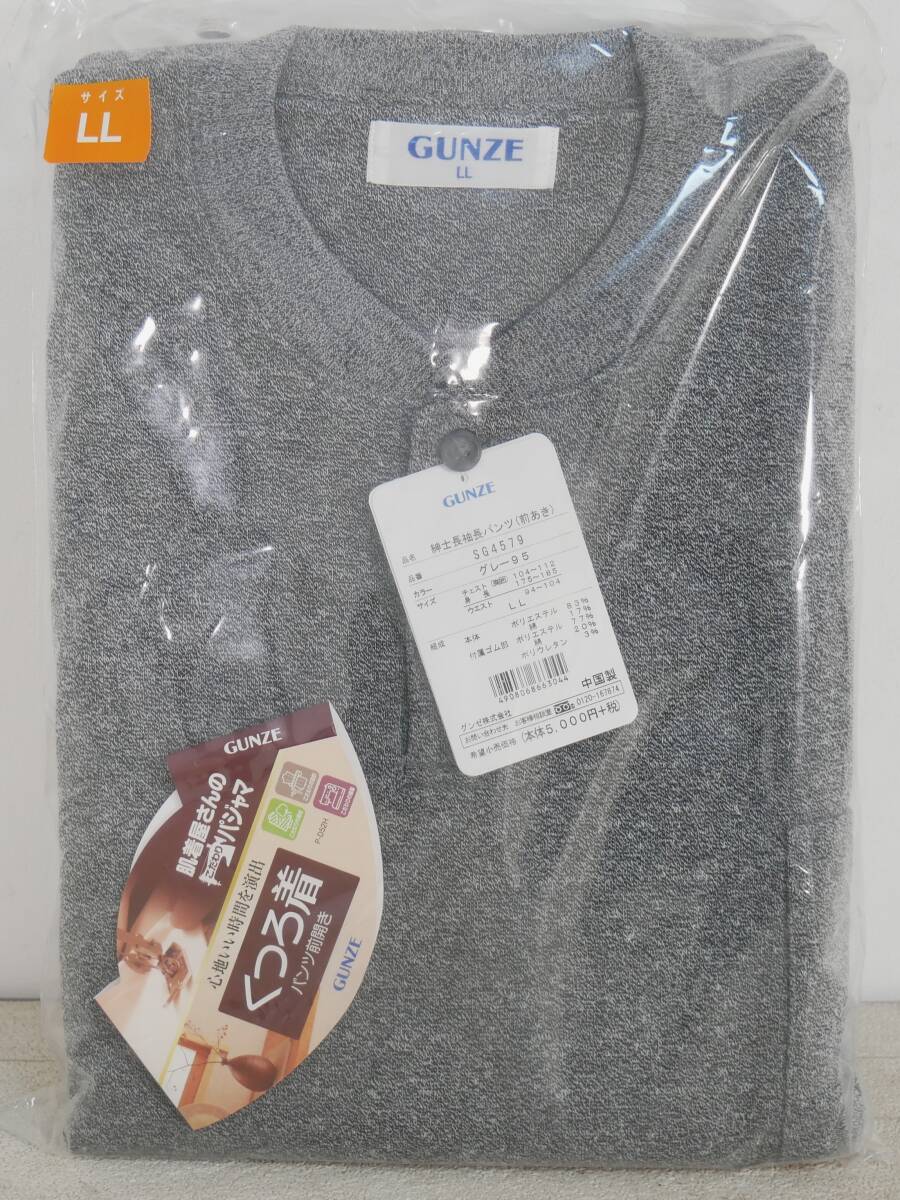 サイズ
LL
GUNZE
LL
GUNZE
品名 紳士長袖長パンツ(前あき)
品番 SG4579
カラー グレー95
サイズ チェスト(胸囲) 104~112
身長 175~185
ウエスト 94~104
LL
組成 本体 ポリエステル 83%
綿 17%
付属ゴム部 ポリエステル 77%
綿 20%
ポリウレタン 3%
4908068663044
中国製
グンゼ株式会社
お問い合わせ先 お客様相談室 0120-167874
希望小売価格 (本体5,000円+税)
GUNZE
肌着屋さんの
こだわりパジャマ
P-052H
心地いい時間を演出
くつろ着
パンツ前開き
GUNZE